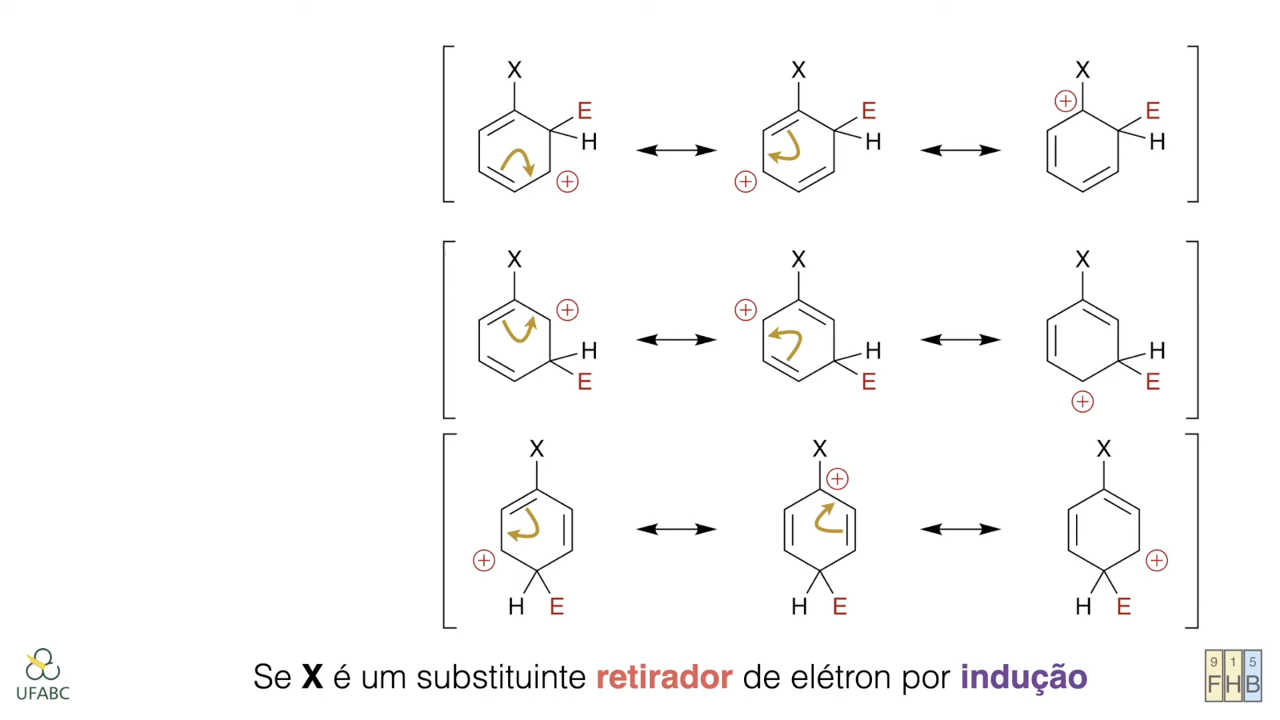 X X X
E E E
H H H
⊕ ⊕ ⊕
X X X
⊕ ⊕
H H H
E E E
⊕
X X X
⊕
⊕ ⊕
H E H E H E
Se X é um substituinte retirador de elétron por indução
UFABC
9 1 5
F H B